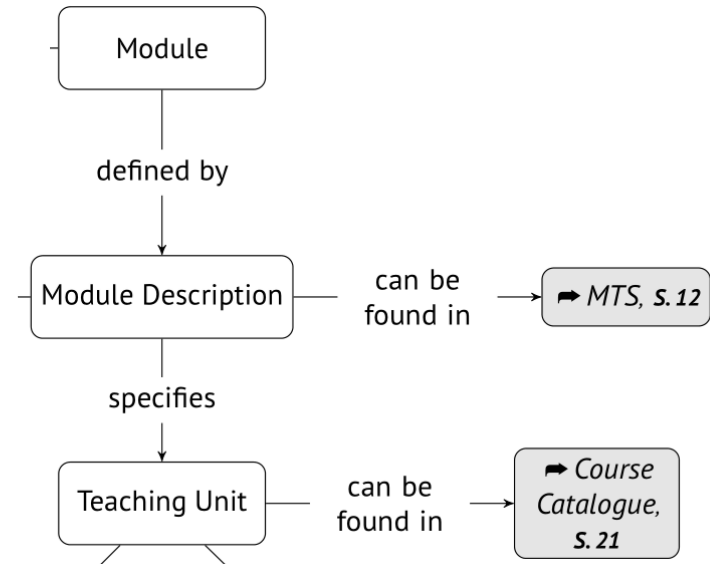 Module
defined by
Module Description
can be
found in
➡ MTS, S. 12
specifies
Teaching Unit
can be
found in
➡ Course
Catalogue,
S. 21